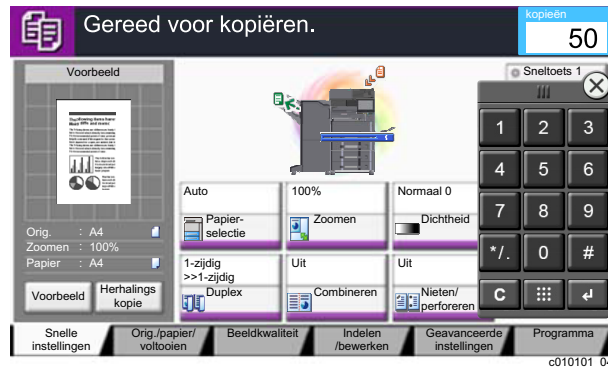 Gereed voor kopiëren.
kopieën
50
Voorbeeld
Sneltoets 1
Orig. : A4
Zoomen : 100%
Papier : A4
Voorbeeld
Herhalings
kopie
Auto
Papier-
selectie
100%
Zoomen
Normaal 0
Dichtheid
1-zijdig
>>1-zijdig
Duplex
Uit
Combineren
Uit
Nieten/
perforeren
1 2 3
4 5 6
7 8 9
*/. 0 #
C
Snelle
instellingen
Orig./papier/
voltooien
Beeldkwaliteit
Indelen
/bewerken
Geavanceerde
instellingen
Programma
c010101_04